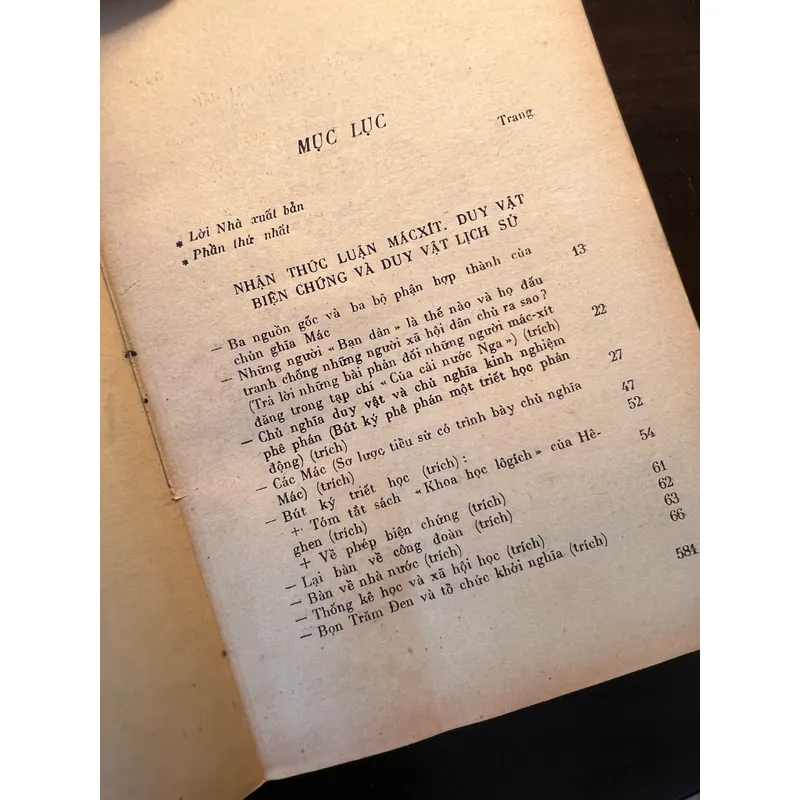 MỤC LỤC
Trang
* Lời Nhà xuất bản
* Phần thứ nhất
NHẬN THỨC LUẬN MÁCXÍT. DUY VẬT
BIỆN CHỨNG VÀ DUY VẬT LỊCH SỬ
— Ba nguồn gốc và ba bộ phận hợp thành của
chủn ghĩa Mác 13
— Những người «Bạn dân» là thế nào và họ đấu
tranh chống những người xã hội dân chủ ra sao?
(Trả lời những bài phản đối những người mác-xít
đăng trong tạp chí «Của cải nước Nga») (trích) 22
— Chủ nghĩa duy vật và chủ nghĩa kinh nghiệm
phê phán (Bút ký phê phán một triết học phản
động) (trích) 27
— Các Mác (Sơ lược tiểu sử có trình bày chủ nghĩa
Mác) (trích) 47
— Bút ký triết học (trích) : 52
+ Tóm tắt sách «Khoa học lôgích» của Hê-
ghen (trích) 54
+ Về phép biện chứng (trích) 61
— Lại bàn về công đoàn (trích) 62
— Bàn về nhà nước (trích) 63
— Thống kê học và xã hội học (trích) 66
— Bọn Trăm Đen và tổ chức khởi nghĩa (trích)
581